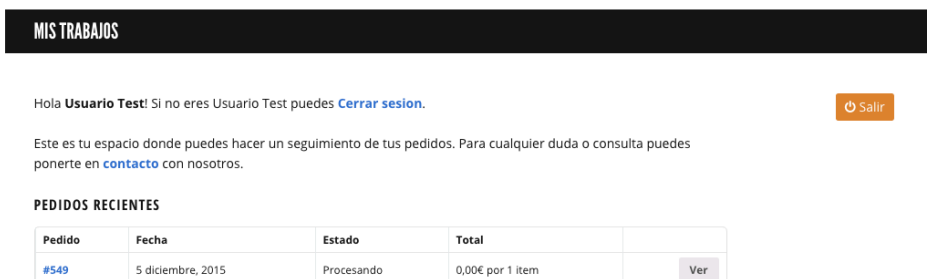 MIS TRABAJOS
Hola Usuario Test! Si no eres Usuario Test puedes Cerrar sesion.
Salir
Este es tu espacio donde puedes hacer un seguimiento de tus pedidos. Para cualquier duda o consulta puedes
ponerte en contacto con nosotros.
PEDIDOS RECIENTES
Pedido Fecha Estado Total
#549 5 diciembre, 2015 Procesando 0,00€ por 1 item Ver